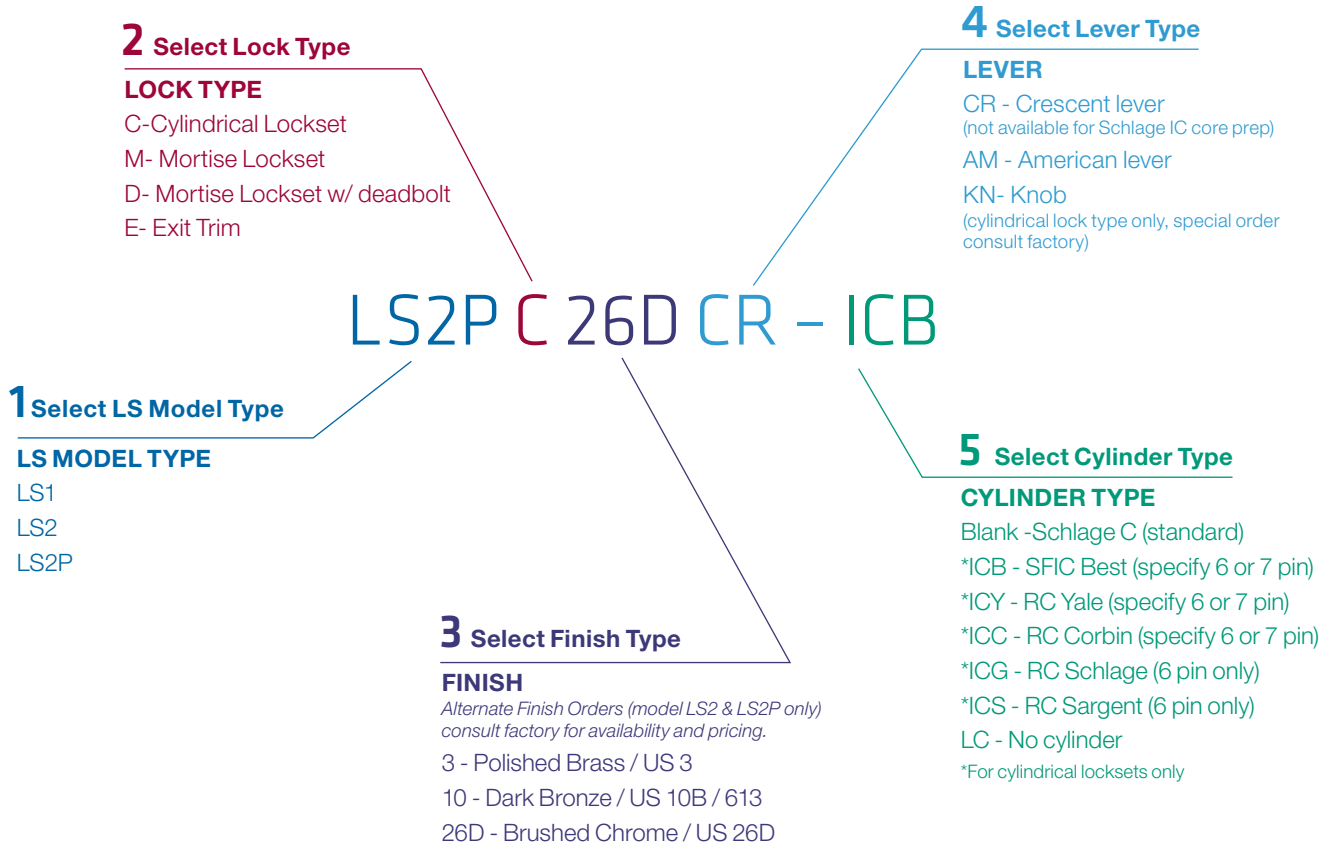 2 Select Lock Type
LOCK TYPE
C-Cylindrical Lockset
M- Mortise Lockset
D- Mortise Lockset w/ deadbolt
E- Exit Trim
4 Select Lever Type
LEVER
CR - Crescent lever
(not available for Schlage IC core prep)
AM - American lever
KN- Knob
(cylindrical lock type only, special order
consult factory)
LS2P C 26D CR – ICB
1 Select LS Model Type
LS MODEL TYPE
LS1
LS2
LS2P
3 Select Finish Type
FINISH
Alternate Finish Orders (model LS2 & LS2P only)
consult factory for availability and pricing.
3 - Polished Brass / US 3
10 - Dark Bronze / US 10B / 613
26D - Brushed Chrome / US 26D
5 Select Cylinder Type
CYLINDER TYPE
Blank -Schlage C (standard)
*ICB - SFIC Best (specify 6 or 7 pin)
*ICY - RC Yale (specify 6 or 7 pin)
*ICC - RC Corbin (specify 6 or 7 pin)
*ICG - RC Schlage (6 pin only)
*ICS - RC Sargent (6 pin only)
LC - No cylinder
*For cylindrical locksets only